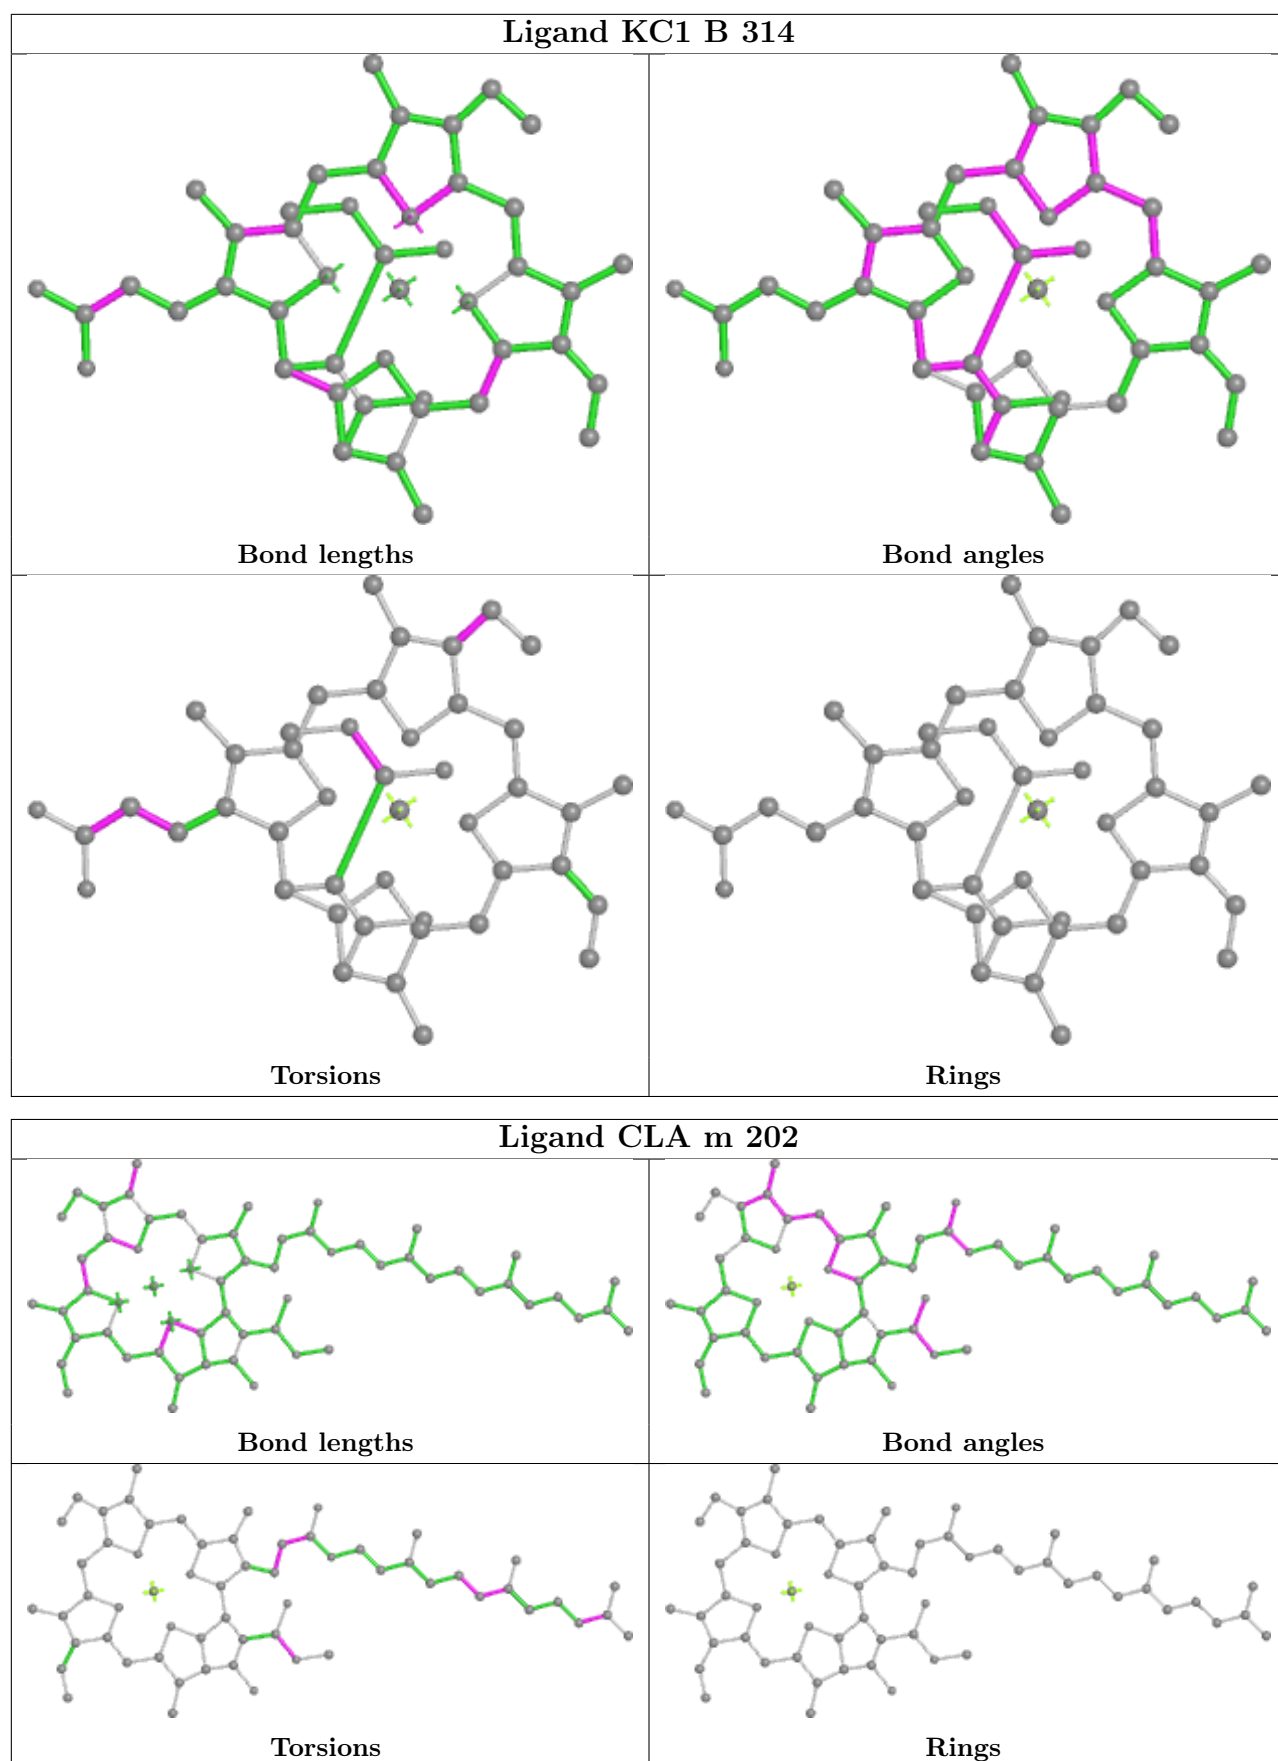 Ligand KC1 B 314
Bond lengths
Bond angles
Torsions
Rings
Ligand CLA m 202
Bond lengths
Bond angles
Torsions
Rings